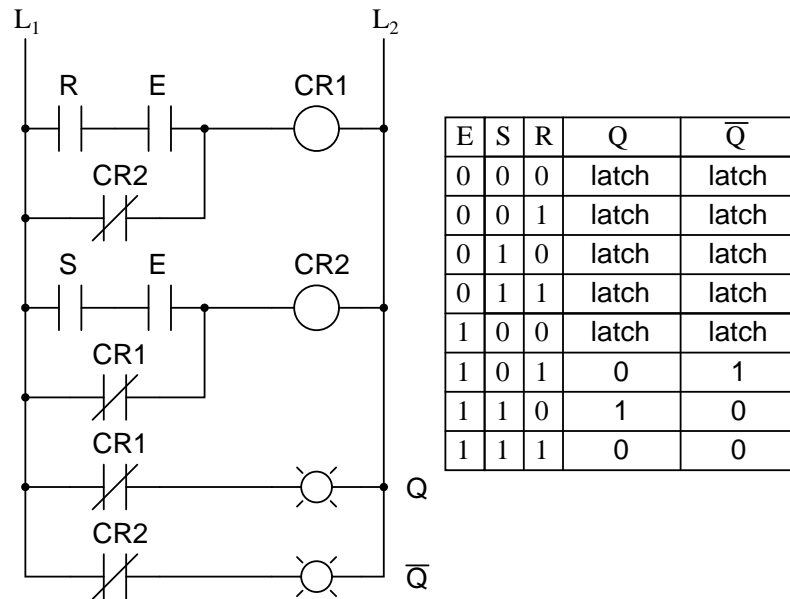 L₁ L₂
R E CR1
CR2
S E CR2
CR1
CR1
Q
CR2
Q̅
E S R Q Q̅
0 0 0 latch latch
0 0 1 latch latch
0 1 0 latch latch
0 1 1 latch latch
1 0 0 latch latch
1 0 1 0 1
1 1 0 1 0
1 1 1 0 0